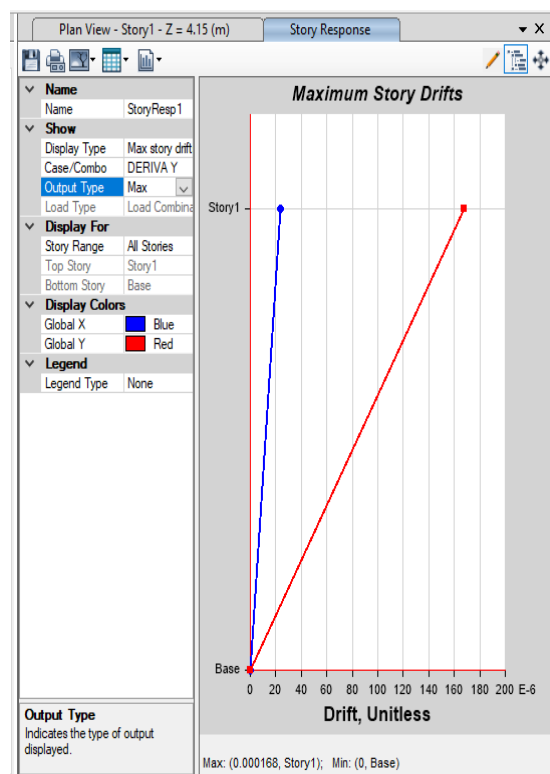 Plan View - Story1 - Z = 4.15 (m)
Story Response
Name
Name StoryResp1
Show
Display Type Max story drift
Case/Combo DERIVA Y
Output Type Max
Load Type Load Combina
Display For
Story Range All Stories
Top Story Story1
Bottom Story Base
Display Colors
Global X Blue
Global Y Red
Legend
Legend Type None
Output Type
Indicates the type of output
displayed.
Maximum Story Drifts
Story1
Base
0 20 40 60 80 100 120 140 160 180 200 E-6
Drift, Unitless
Max: (0.000168, Story1); Min: (0, Base)